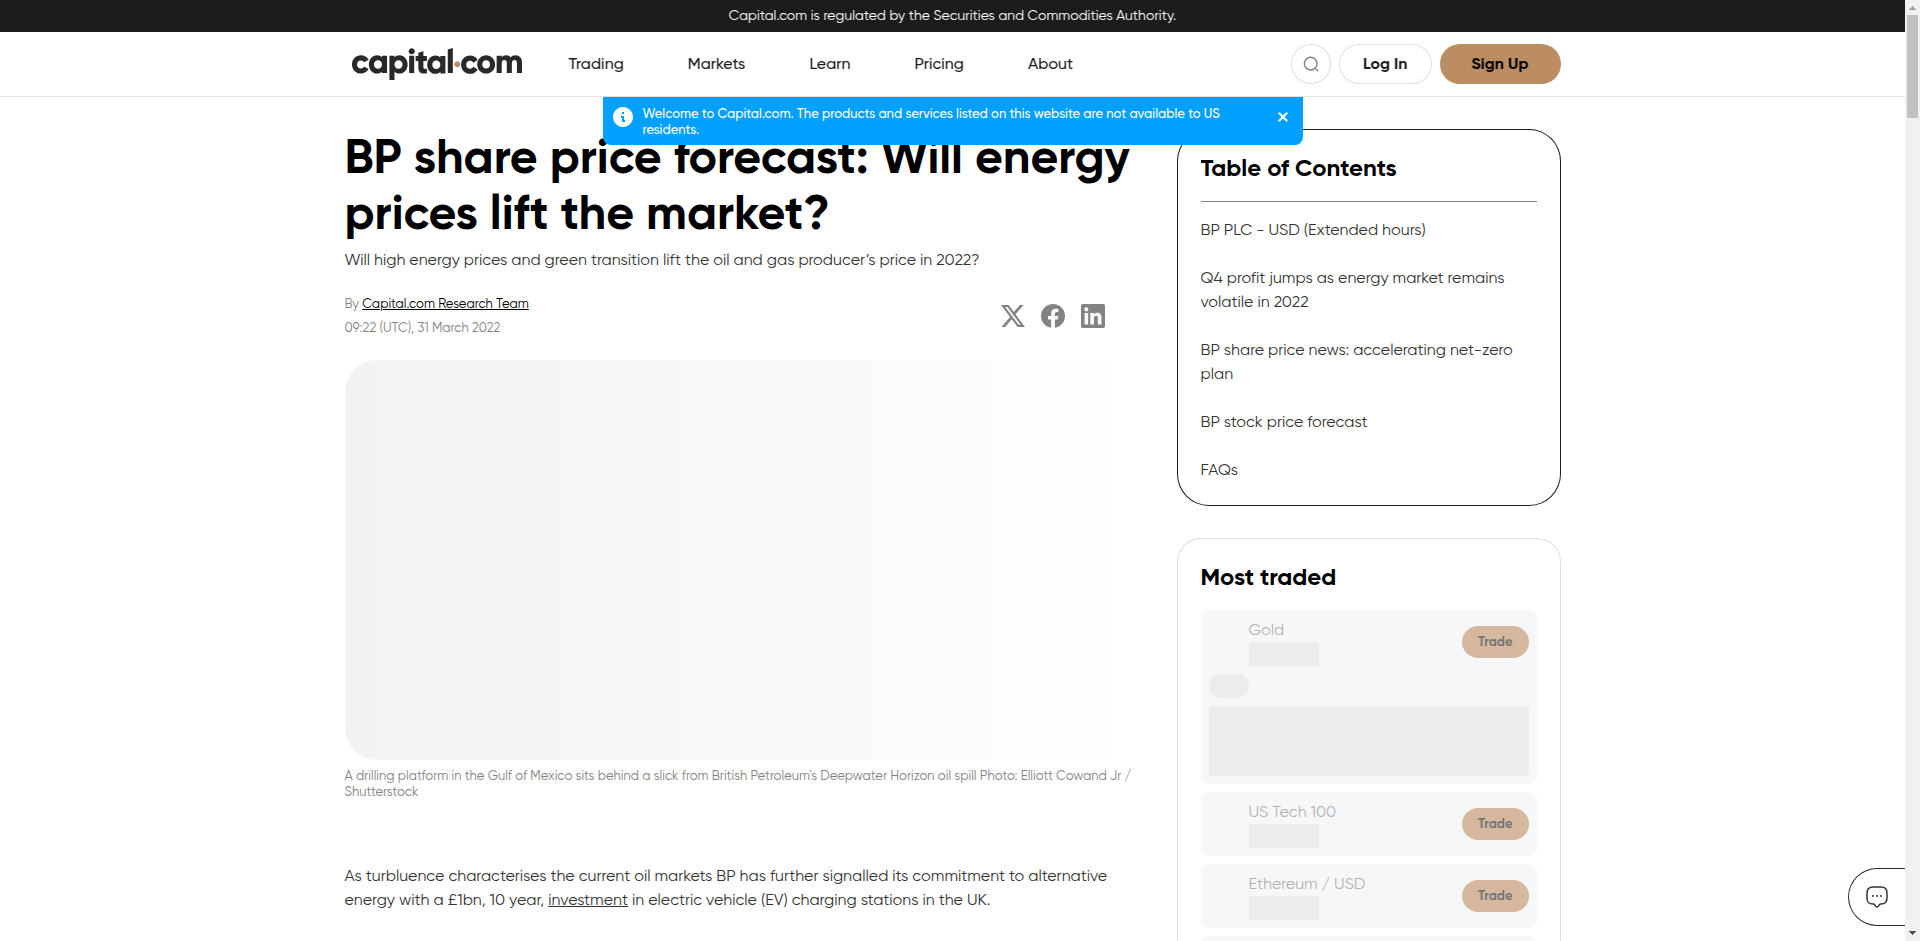 Capital.com is regulated by the Securities and Commodities Authority.
capital.com
Trading
Markets
Learn
Pricing
About
Log In
Sign Up
Welcome to Capital.com. The products and services listed on this website are not available to US
residents.
BP share price forecast: Will energy
prices lift the market?
Will high energy prices and green transition lift the oil and gas producer’s price in 2022?
By Capital.com Research Team
09:22 (UTC), 31 March 2022
A drilling platform in the Gulf of Mexico sits behind a slick from British Petroleum's Deepwater Horizon oil spill Photo: Elliott Cowand Jr /
Shutterstock
As turbluence characterises the current oil markets BP has further signalled its commitment to alternative
energy with a £1bn, 10 year, investment in electric vehicle (EV) charging stations in the UK.
Table of Contents
BP PLC - USD (Extended hours)
Q4 profit jumps as energy market remains
volatile in 2022
BP share price news: accelerating net-zero
plan
BP stock price forecast
FAQs
Most traded
Gold
Trade
US Tech 100
Trade
Ethereum / USD
Trade